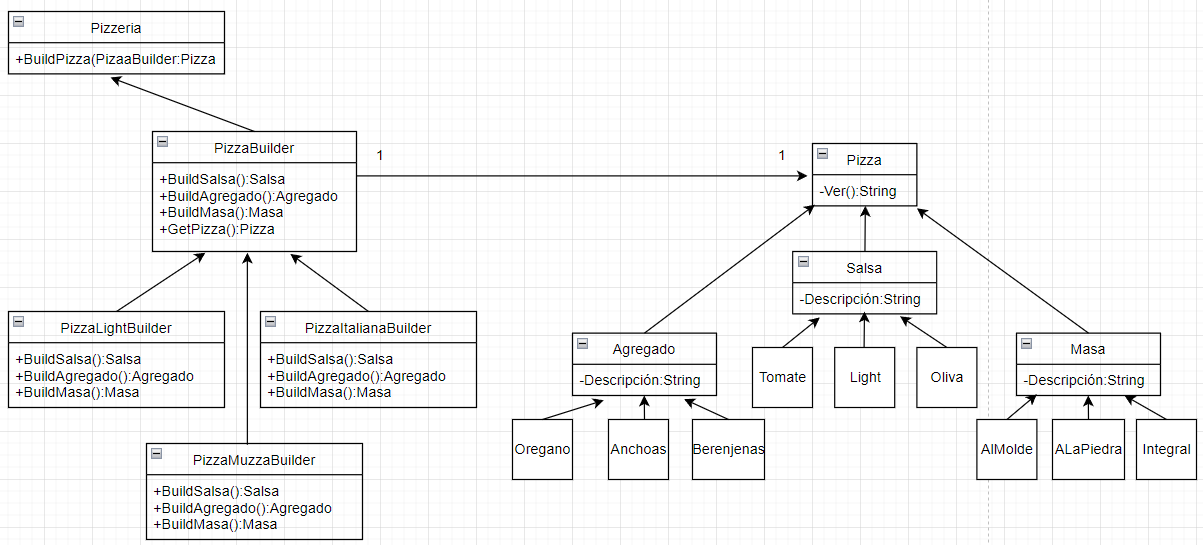 Pizzeria
+BuildPizza(PizaaBuilder:Pizza
PizzaBuilder
+BuildSalsa():Salsa
+BuildAgregado():Agregado
+BuildMasa():Masa
+GetPizza():Pizza
1
1
Pizza
-Ver():String
Salsa
-Descripción:String
PizzaLightBuilder
+BuildSalsa():Salsa
+BuildAgregado():Agregado
+BuildMasa():Masa
PizzaItalianaBuilder
+BuildSalsa():Salsa
+BuildAgregado():Agregado
+BuildMasa():Masa
Agregado
-Descripción:String
Tomate
Light
Oliva
Masa
-Descripción:String
Oregano
Anchoas
Berenjenas
AlMolde
ALaPiedra
Integral
PizzaMuzzaBuilder
+BuildSalsa():Salsa
+BuildAgregado():Agregado
+BuildMasa():Masa